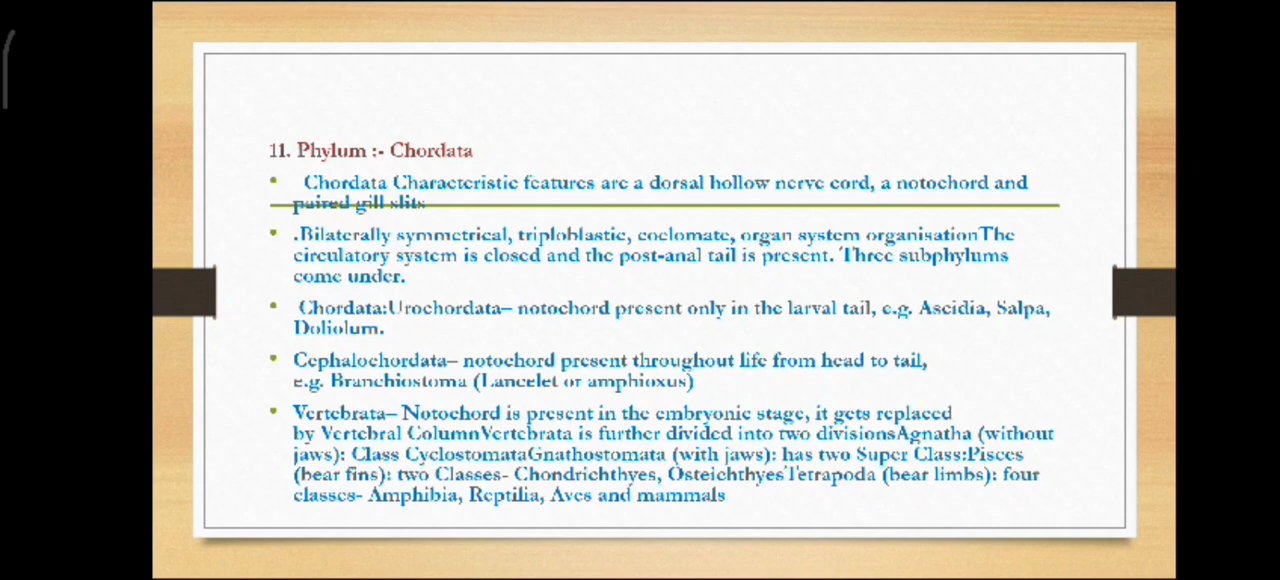 11. Phylum :- Chordata
• Chordata Characteristic features are a dorsal hollow nerve cord, a notochord and
paired gill slits
• .Bilaterally symmetrical, triploblastic, coelomate, organ system organisationThe
circulatory system is closed and the post-anal tail is present. Three subphylums
come under.
• Chordata:Urochordata– notochord present only in the larval tail, e.g. Ascidia, Salpa,
Doliolum.
• Cephalochordata– notochord present throughout life from head to tail,
e.g. Branchiostoma (Lancelet or amphioxus)
• Vertebrata– Notochord is present in the embryonic stage, it gets replaced
by Vertebral ColumnVertebrata is further divided into two divisionsAgnatha (without
jaws): Class CyclostomataGnathostomata (with jaws): has two Super Class:Pisces
(bear fins): two Classes- Chondrichthyes, OsteichthyesTetrapoda (bear limbs): four
classes- Amphibia, Reptilia, Aves and mammals